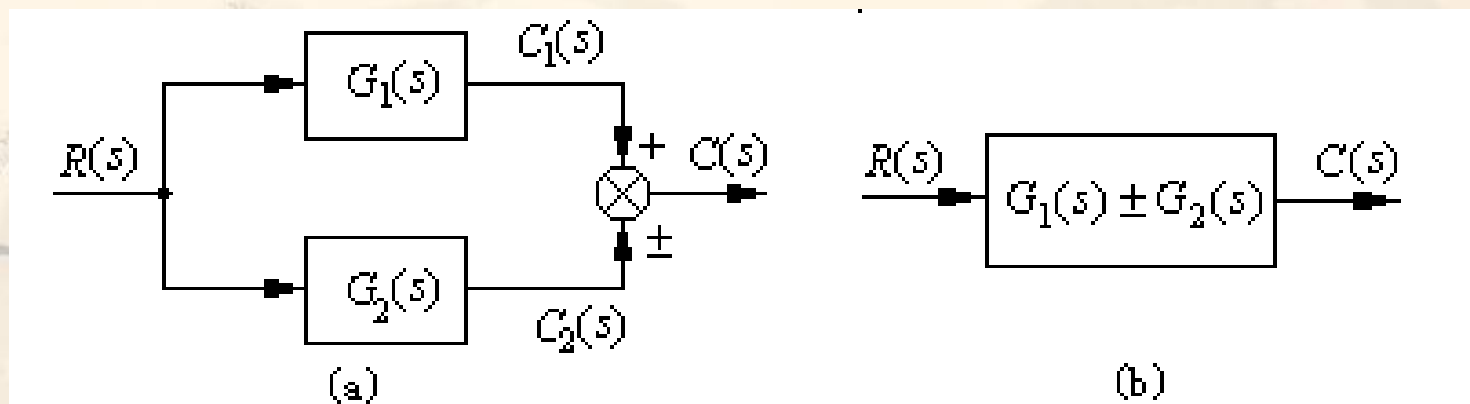 R(s)
G₁(s)
C₁(s)
G₂(s)
C₂(s)
+
±
C(s)
(a)
R(s)
G₁(s) ± G₂(s)
C(s)
(b)